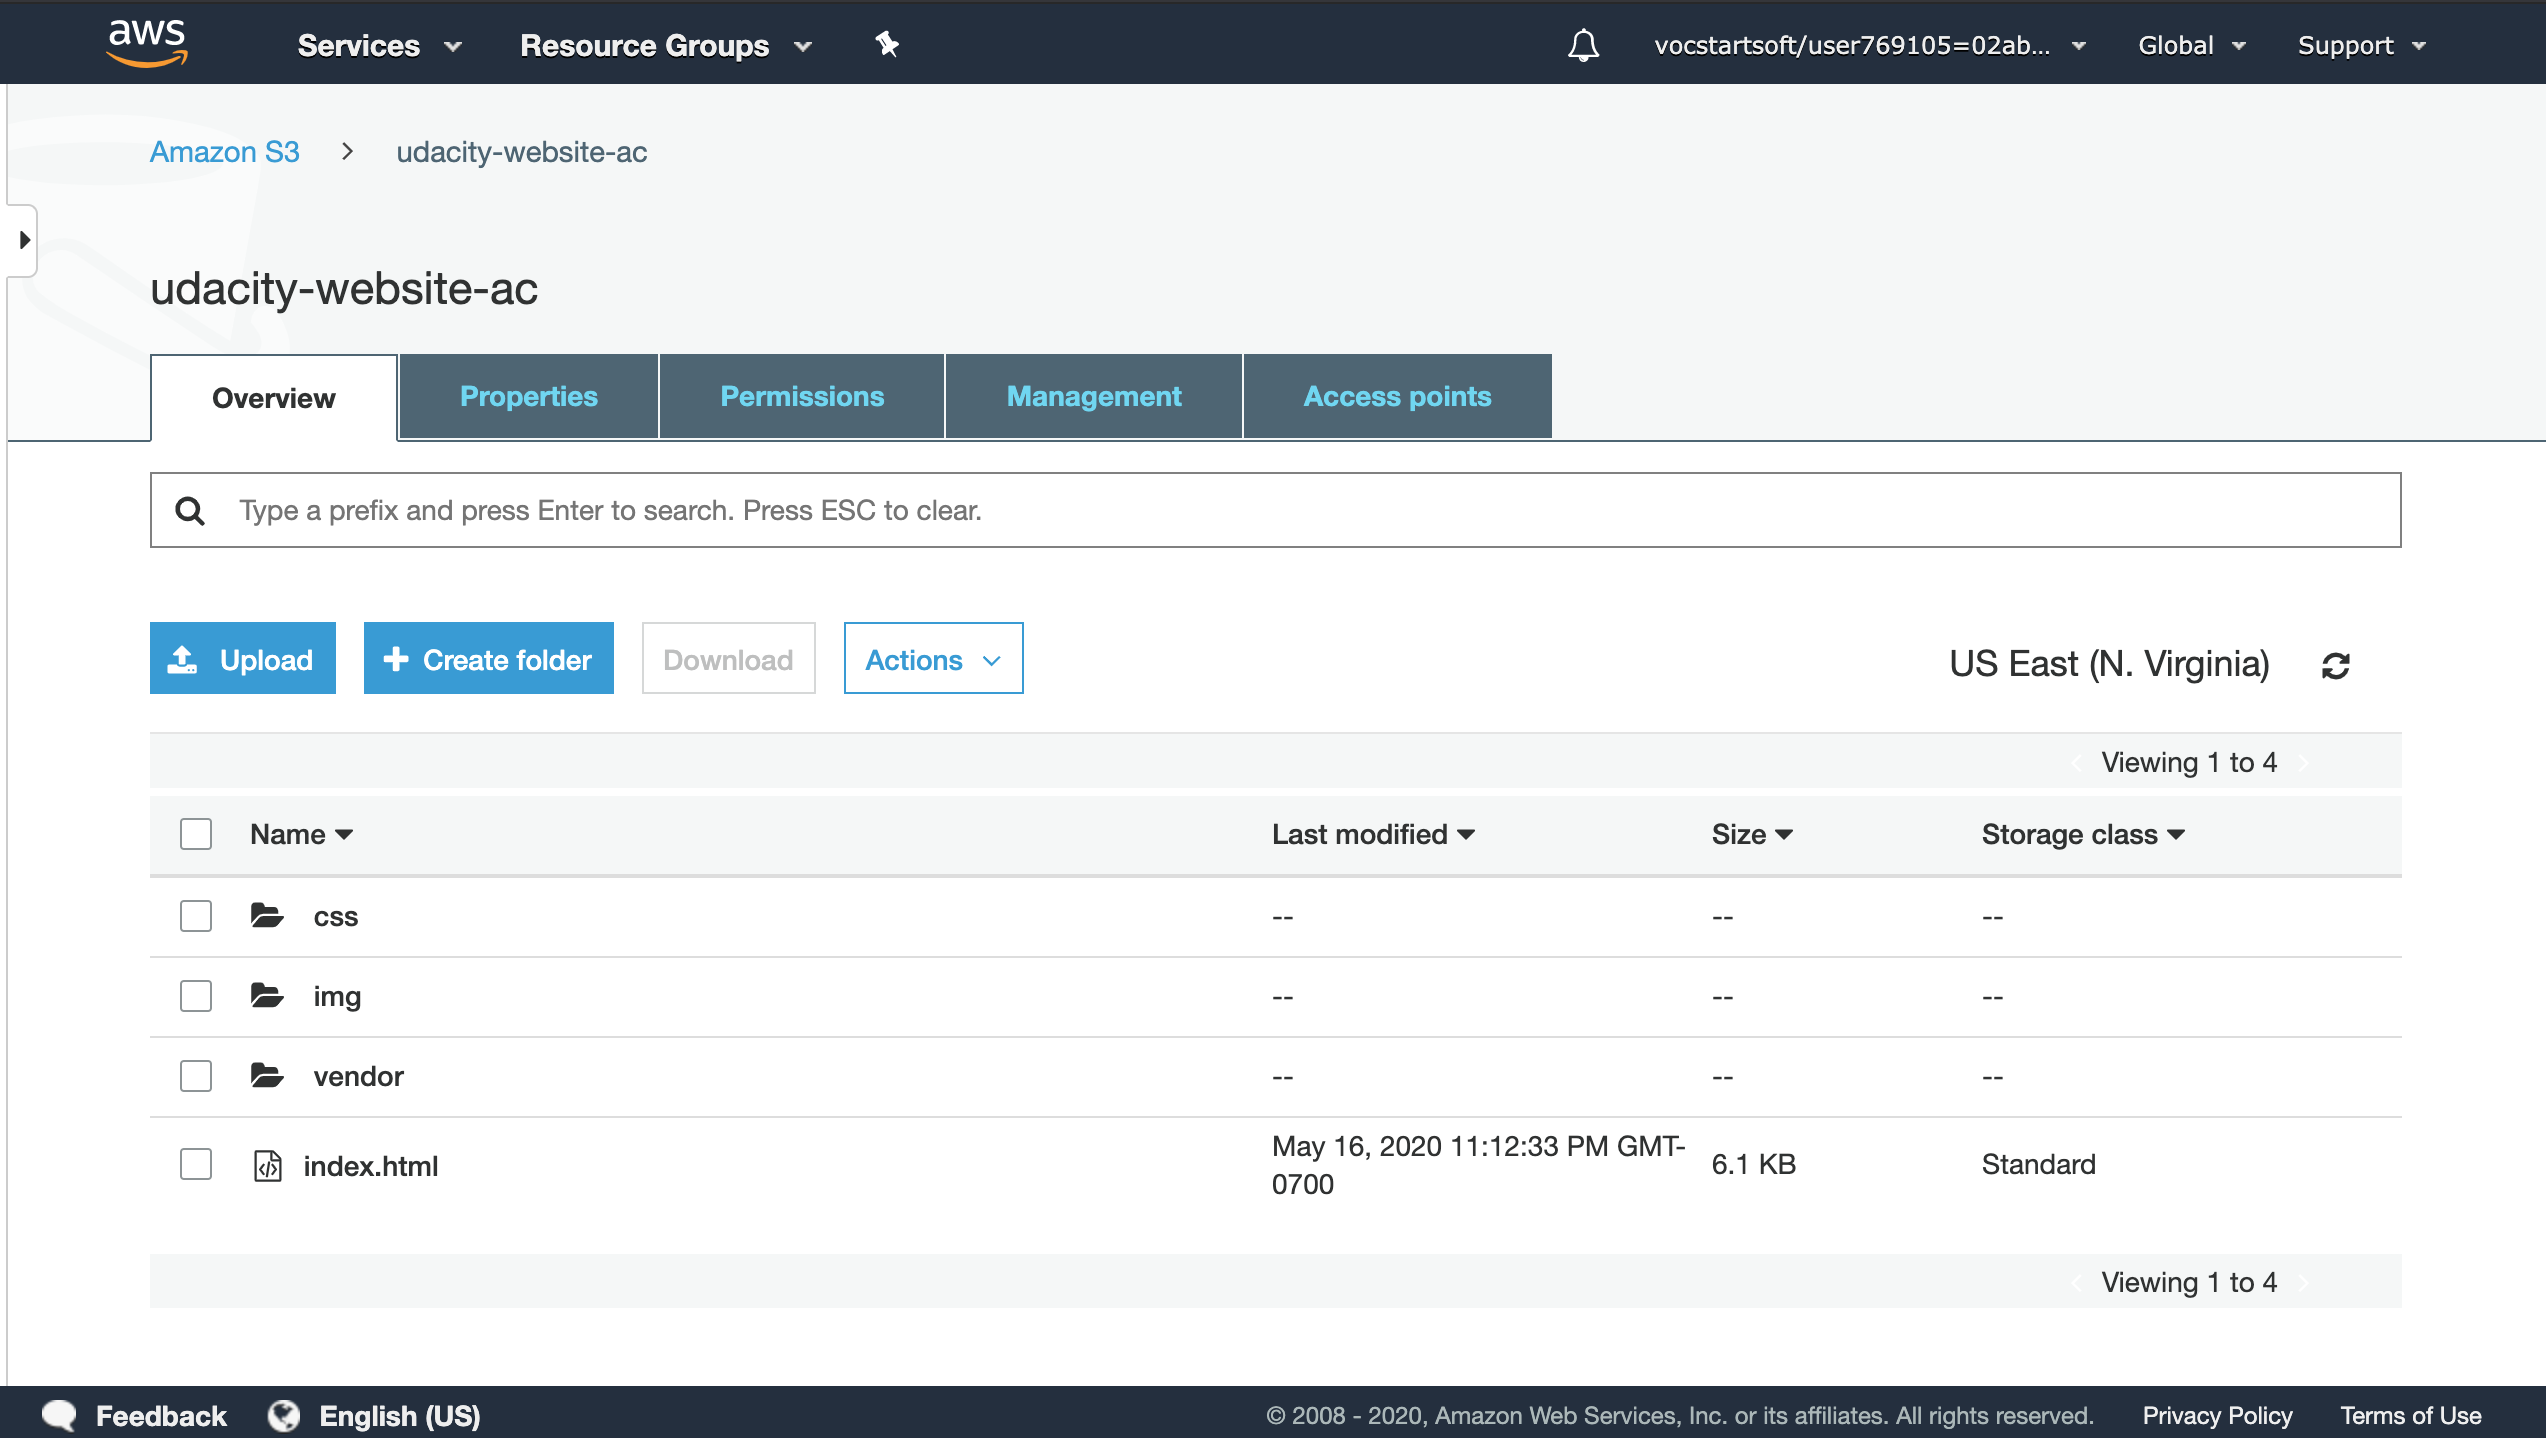 aws Services Resource Groups vocstartsoft/user769105=02ab... Global Support
Amazon S3 > udacity-website-ac
udacity-website-ac
Overview Properties Permissions Management Access points
Type a prefix and press Enter to search. Press ESC to clear.
Upload + Create folder Download Actions US East (N. Virginia)
Viewing 1 to 4
Name Last modified Size Storage class
css -- -- --
img -- -- --
vendor -- -- --
index.html May 16, 2020 11:12:33 PM GMT- 6.1 KB Standard
0700
Viewing 1 to 4
Feedback English (US) © 2008 - 2020, Amazon Web Services, Inc. or its affiliates. All rights reserved. Privacy Policy Terms of Use